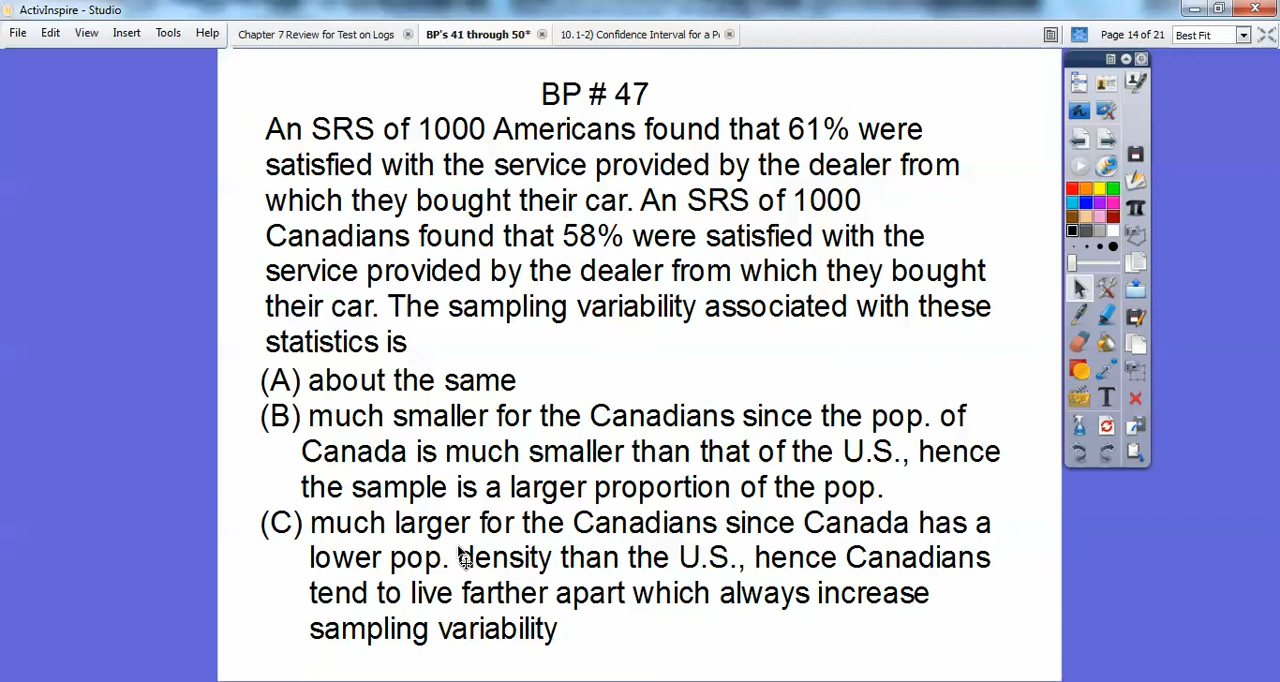 ActivInspire - Studio
File Edit View Insert Tools Help
Chapter 7 Review for Test on Logs
BP's 41 through 50*
10.1-2) Confidence Interval for a P
Page 14 of 21
Best Fit
BP # 47
An SRS of 1000 Americans found that 61% were
satisfied with the service provided by the dealer from
which they bought their car. An SRS of 1000
Canadians found that 58% were satisfied with the
service provided by the dealer from which they bought
their car. The sampling variability associated with these
statistics is
(A) about the same
(B) much smaller for the Canadians since the pop. of
Canada is much smaller than that of the U.S., hence
the sample is a larger proportion of the pop.
(C) much larger for the Canadians since Canada has a
lower pop. density than the U.S., hence Canadians
tend to live farther apart which always increase
sampling variability